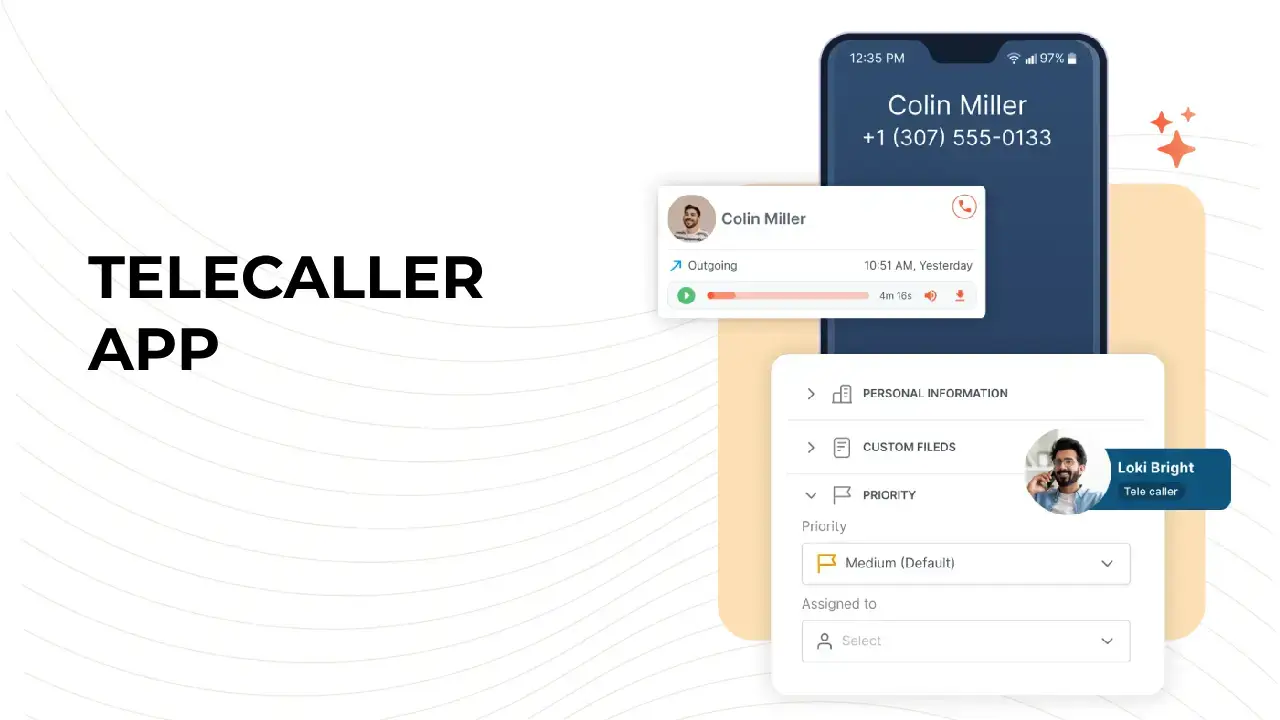 TELECALLER
APP
12:35 PM
97%
Colin Miller
+1 (307) 555-0133
Colin Miller
Outgoing
10:51 AM, Yesterday
4m 16s
PERSONAL INFORMATION
CUSTOM FILEDS
PRIORITY
Loki Bright
Tele caller
Priority
Medium (Default)
Assigned to
Select